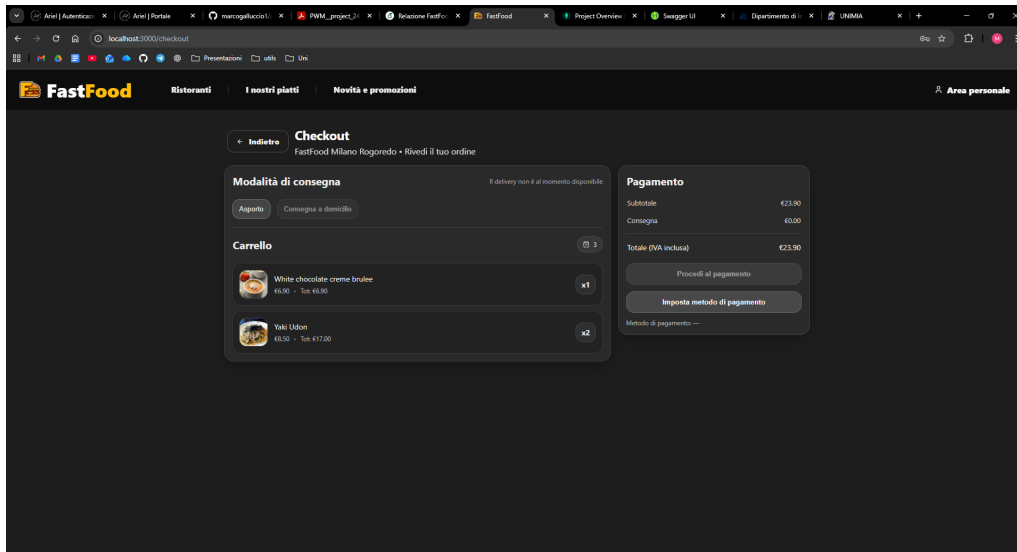 Ariel | Autenticazi
Ariel | Portale
marcogalluccio1/
PWM_project_24
Relazione FastFoo
FastFood
Project Overview
Swagger UI
Dipartimento di In
UNIMIA
localhost:3000/checkout
Presentazioni
utils
Uni
FastFood
Ristoranti
I nostri piatti
Novità e promozioni
Area personale
← Indietro
Checkout
FastFood Milano Rogoredo • Rivedi il tuo ordine
Modalità di consegna
Il delivery non è al momento disponibile
Asporto
Consegna a domicilio
Carrello
3
White chocolate creme brulee
€6.90 • Tot: €6.90
x1
Yaki Udon
€8.50 • Tot: €17.00
x2
Pagamento
Subtotale €23.90
Consegna €0.00
Totale (IVA inclusa) €23.90
Procedi al pagamento
Imposta metodo di pagamento
Metodo di pagamento: —